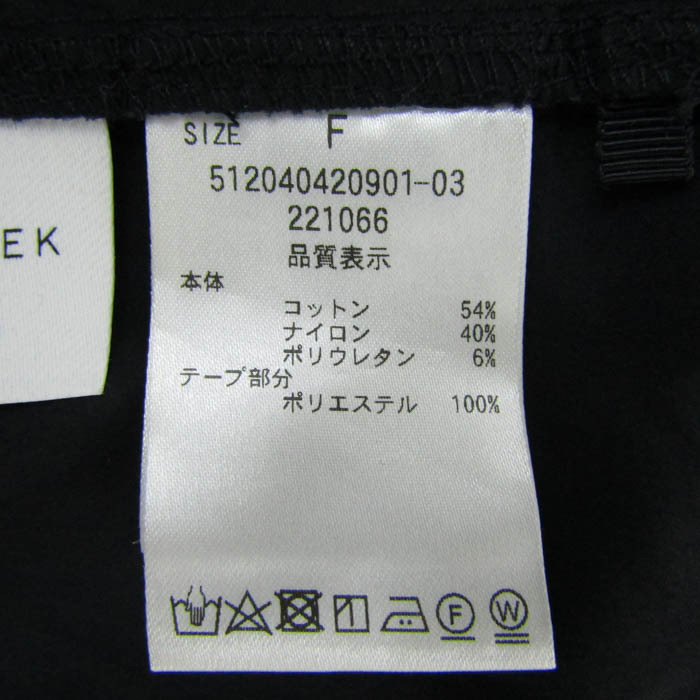 SIZE F
512040420901-03
221066
品質表示
本体
コットン 54%
ナイロン 40%
ポリウレタン 6%
テープ部分
ポリエステル 100%
F W
EK